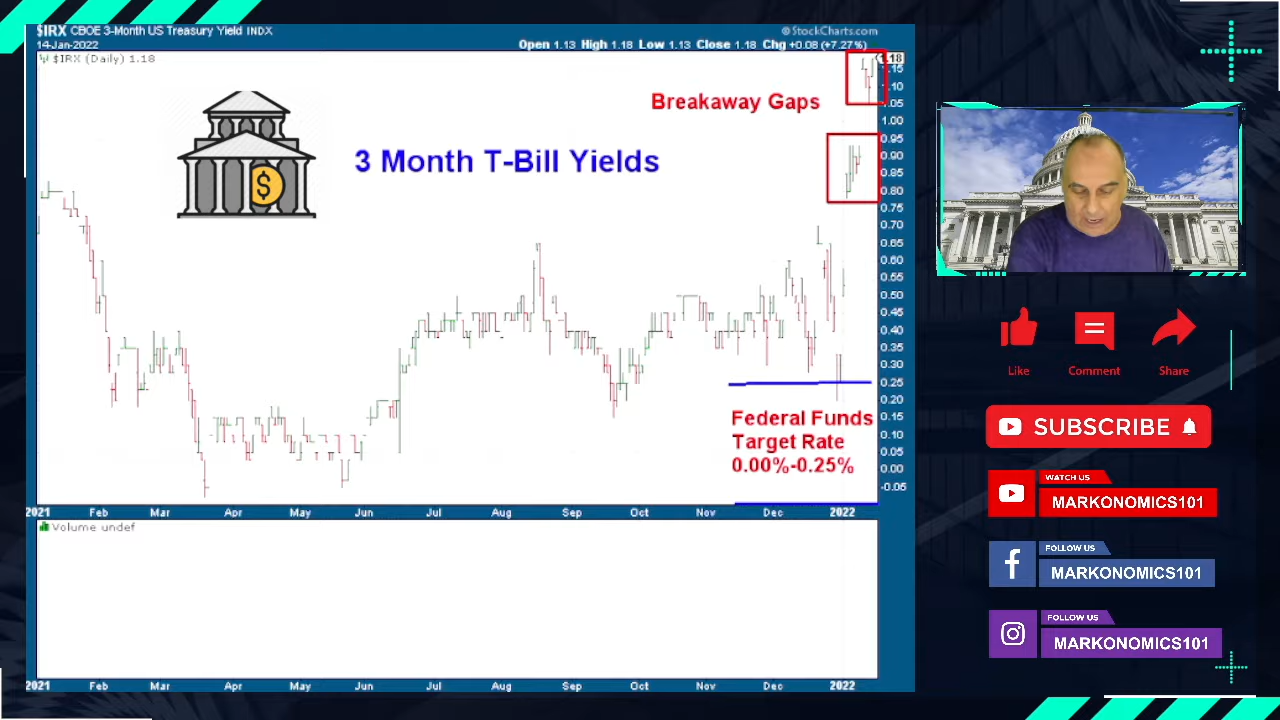 $IRX CBOE 3-Month US Treasury Yield INDX
© StockCharts.com
14-Jan-2022
Open 1.13 High 1.18 Low 1.13 Close 1.18 Chg +0.08 (+7.27%)
$IRX (Daily) 1.18
1.18
1.15
1.10
1.05
1.00
0.95
0.90
0.85
0.80
0.75
0.70
0.65
0.60
0.55
0.50
0.45
0.40
0.35
0.30
0.25
0.20
0.15
0.10
0.05
0.00
-0.05
Breakaway Gaps
3 Month T-Bill Yields
$
Federal Funds
Target Rate
0.00%-0.25%
2021 Feb Mar Apr May Jun Jul Aug Sep Oct Nov Dec 2022
Volume undef
2021 Feb Mar Apr May Jun Jul Aug Sep Oct Nov Dec 2022
Like Comment Share
SUBSCRIBE
WATCH US
MARKONOMICS101
FOLLOW US
MARKONOMICS101
FOLLOW US
MARKONOMICS101